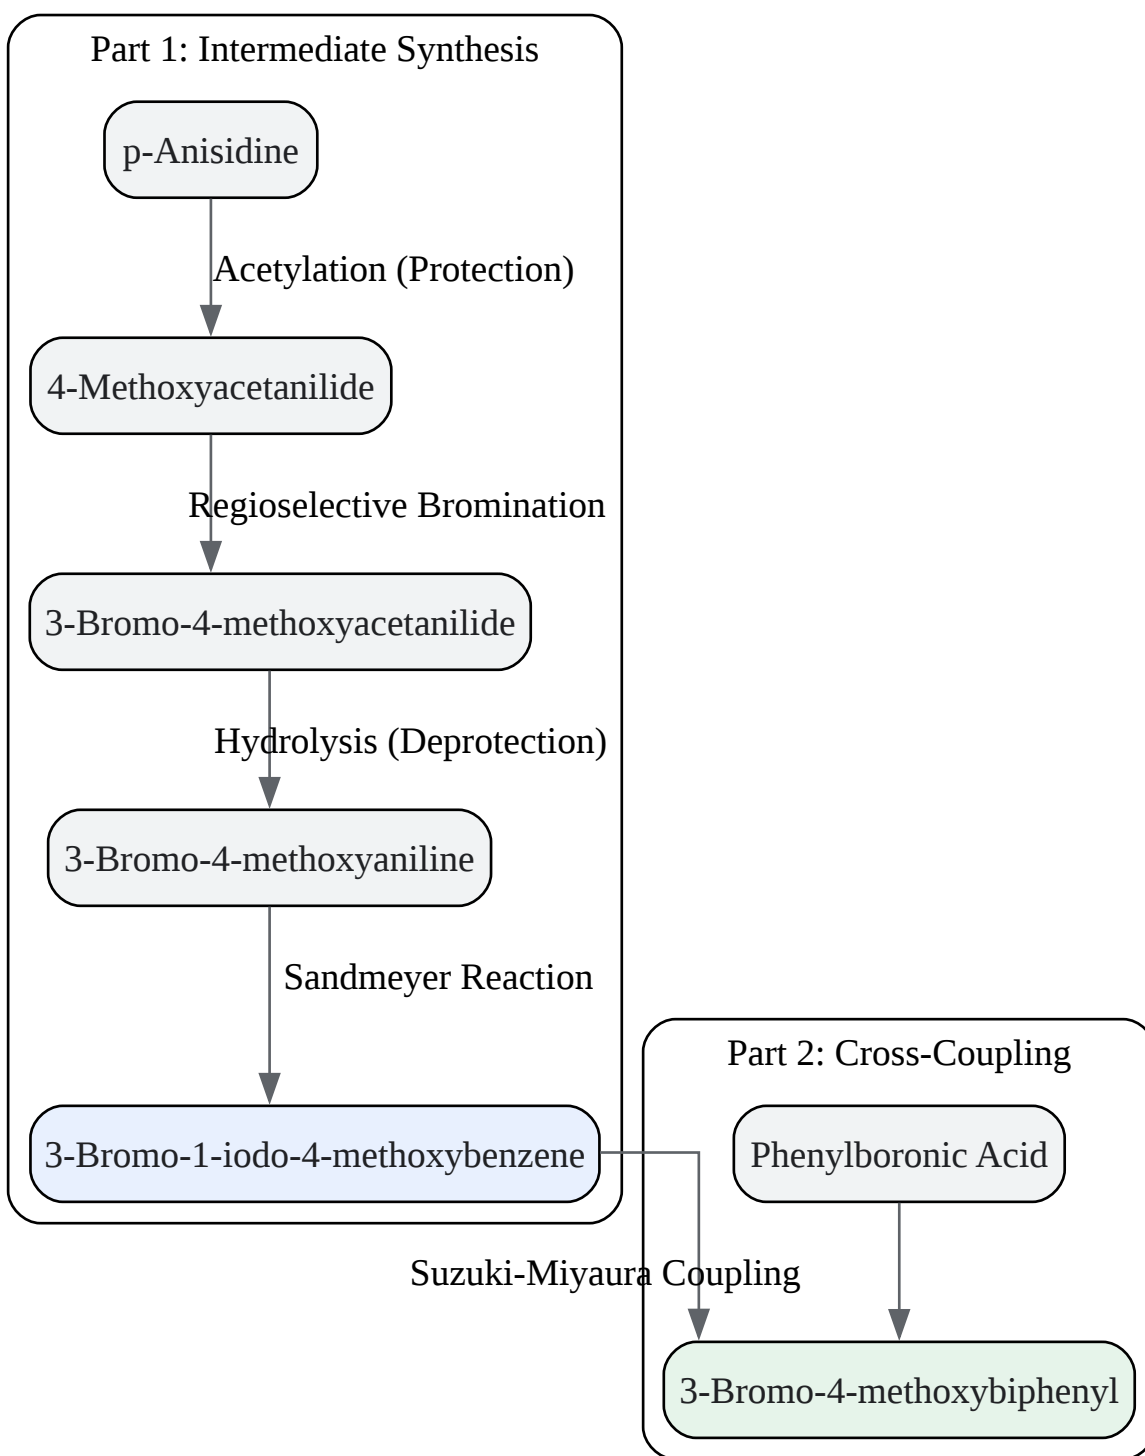 Part 1: Intermediate Synthesis
p-Anisidine
Acetylation (Protection)
4-Methoxyacetanilide
Regioselective Bromination
3-Bromo-4-methoxyacetanilide
Hydrolysis (Deprotection)
3-Bromo-4-methoxyaniline
Sandmeyer Reaction
3-Bromo-1-iodo-4-methoxybenzene
Part 2: Cross-Coupling
Phenylboronic Acid
Suzuki-Miyaura Coupling
3-Bromo-4-methoxybiphenyl